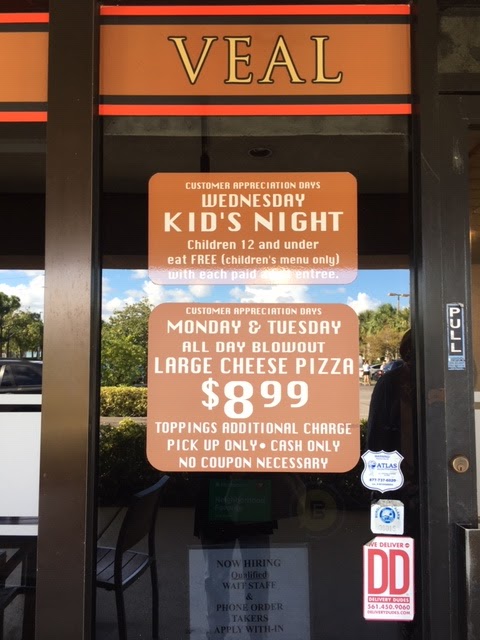 VEAL
CUSTOMER APPRECIATION DAYS
WEDNESDAY
KID'S NIGHT
Children 12 and under
eat FREE (children's menu only)
with each paid entree.
CUSTOMER APPRECIATION DAYS
MONDAY & TUESDAY
ALL DAY BLOWOUT
LARGE CHEESE PIZZA
$8.99
TOPPINGS ADDITIONAL CHARGE
PICK UP ONLY • CASH ONLY
NO COUPON NECESSARY
PULL
ATLAS
WE DELIVER
DD
DELIVERY DUDES
561.450.9060
DELIVERYDUDES.COM
NOW HIRING
Qualified
WAIT STAFF
&
PHONE ORDER
TAKERS
APPLY WITH-IN